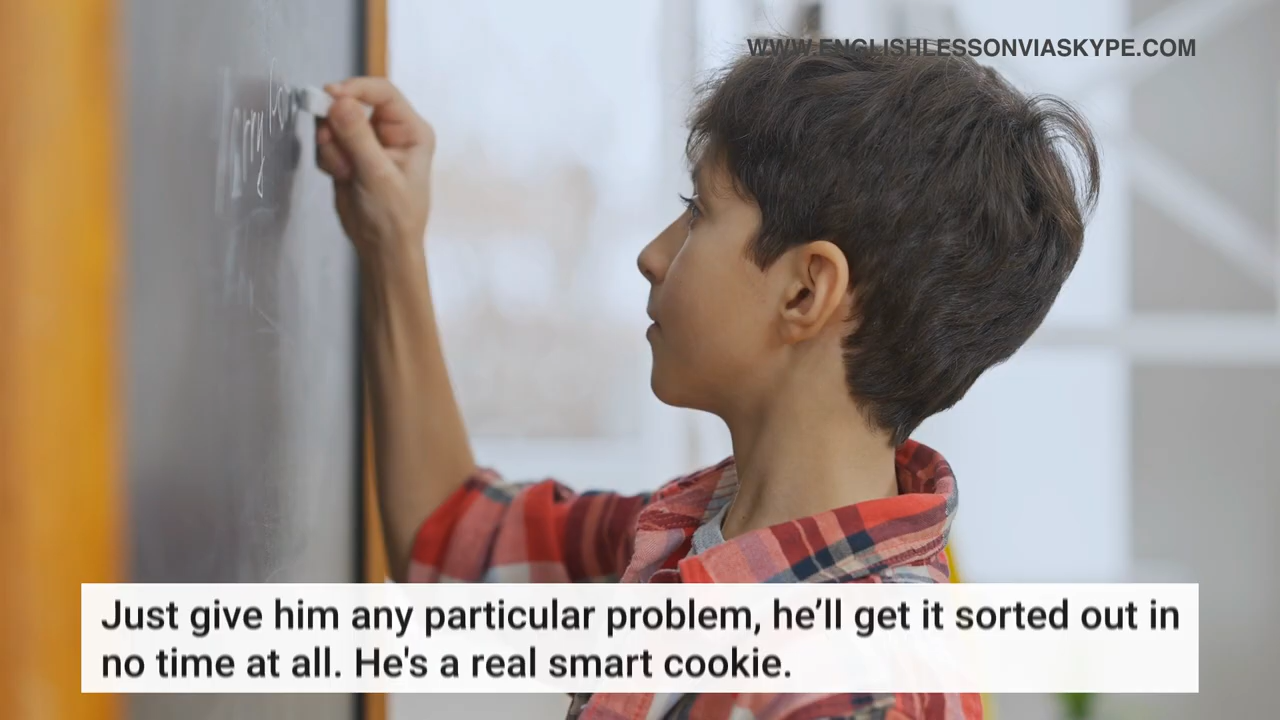 WWW.ENGLISHLESSONVIASKYPE.COM
Just give him any particular problem, he’ll get it sorted out in
no time at all. He's a real smart cookie.